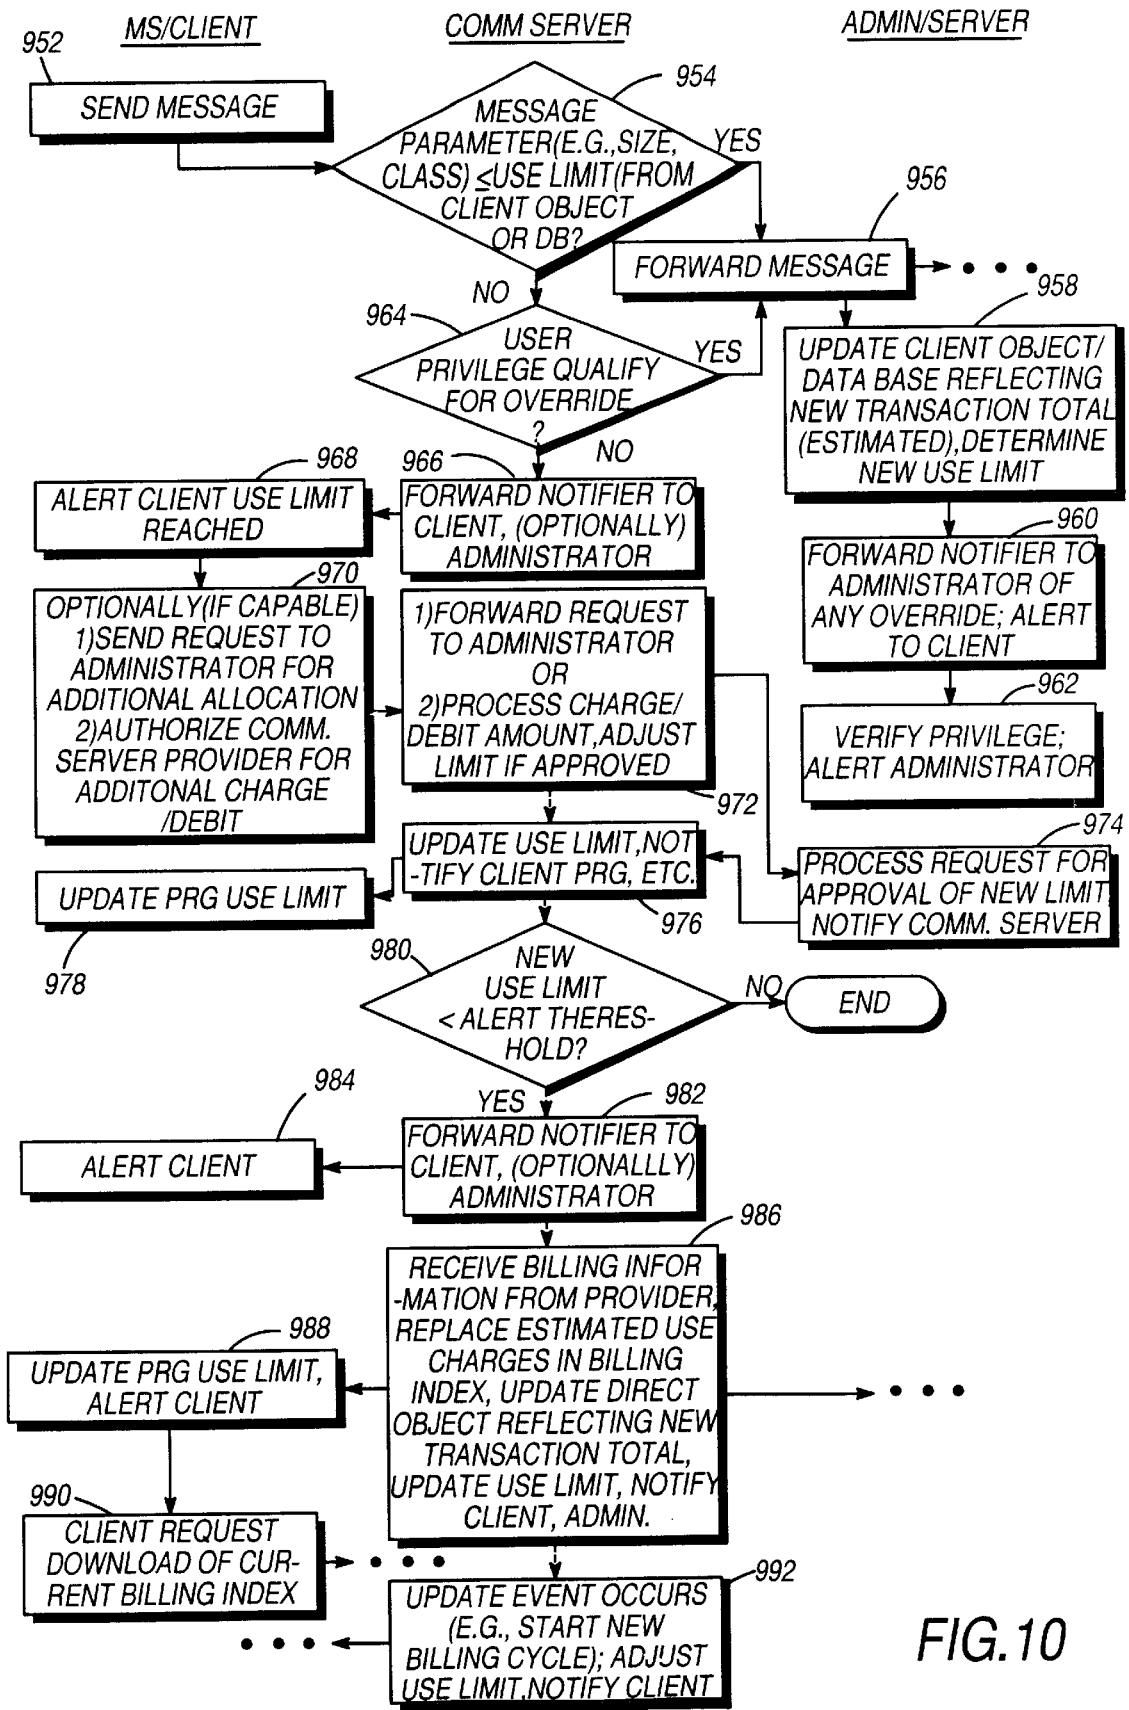 MS/CLIENT
COMM SERVER
ADMIN/SERVER
952
SEND MESSAGE
954
MESSAGE
PARAMETER(E.G.,SIZE,
CLASS) ≤USE LIMIT(FROM
CLIENT OBJECT
OR DB?
YES
NO
956
FORWARD MESSAGE
• • •
958
UPDATE CLIENT OBJECT/
DATA BASE REFLECTING
NEW TRANSACTION TOTAL
(ESTIMATED),DETERMINE
NEW USE LIMIT
964
USER
PRIVILEGE QUALIFY
FOR OVERRIDE
?
YES
NO
968
ALERT CLIENT USE LIMIT
REACHED
966
FORWARD NOTIFIER TO
CLIENT, (OPTIONALLY)
ADMINISTRATOR
960
FORWARD NOTIFIER TO
ADMINISTRATOR OF
ANY OVERRIDE; ALERT
TO CLIENT
970
OPTIONALLY(IF CAPABLE)
1)SEND REQUEST TO
ADMINISTRATOR FOR
ADDITIONAL ALLOCATION
2)AUTHORIZE COMM.
SERVER PROVIDER FOR
ADDITONAL CHARGE
/DEBIT
1)FORWARD REQUEST
TO ADMINISTRATOR
OR
2)PROCESS CHARGE/
DEBIT AMOUNT,ADJUST
LIMIT IF APPROVED
972
962
VERIFY PRIVILEGE;
ALERT ADMINISTRATOR
974
PROCESS REQUEST FOR
APPROVAL OF NEW LIMIT
NOTIFY COMM. SERVER
UPDATE USE LIMIT,NOT
-TIFY CLIENT PRG, ETC.
976
UPDATE PRG USE LIMIT
978
980
NEW
USE LIMIT
< ALERT THERES-
HOLD?
NO
END
YES
982
FORWARD NOTIFIER TO
CLIENT, (OPTIONALLLY)
ADMINISTRATOR
984
ALERT CLIENT
986
RECEIVE BILLING INFOR
-MATION FROM PROVIDER,
REPLACE ESTIMATED USE
CHARGES IN BILLING
INDEX, UPDATE DIRECT
OBJECT REFLECTING NEW
TRANSACTION TOTAL,
UPDATE USE LIMIT, NOTIFY
CLIENT, ADMIN.
• • •
988
UPDATE PRG USE LIMIT,
ALERT CLIENT
990
CLIENT REQUEST
DOWNLOAD OF CUR-
RENT BILLING INDEX
• • •
992
UPDATE EVENT OCCURS
(E.G., START NEW
BILLING CYCLE); ADJUST
USE LIMIT,NOTIFY CLIENT
• • •
FIG.10